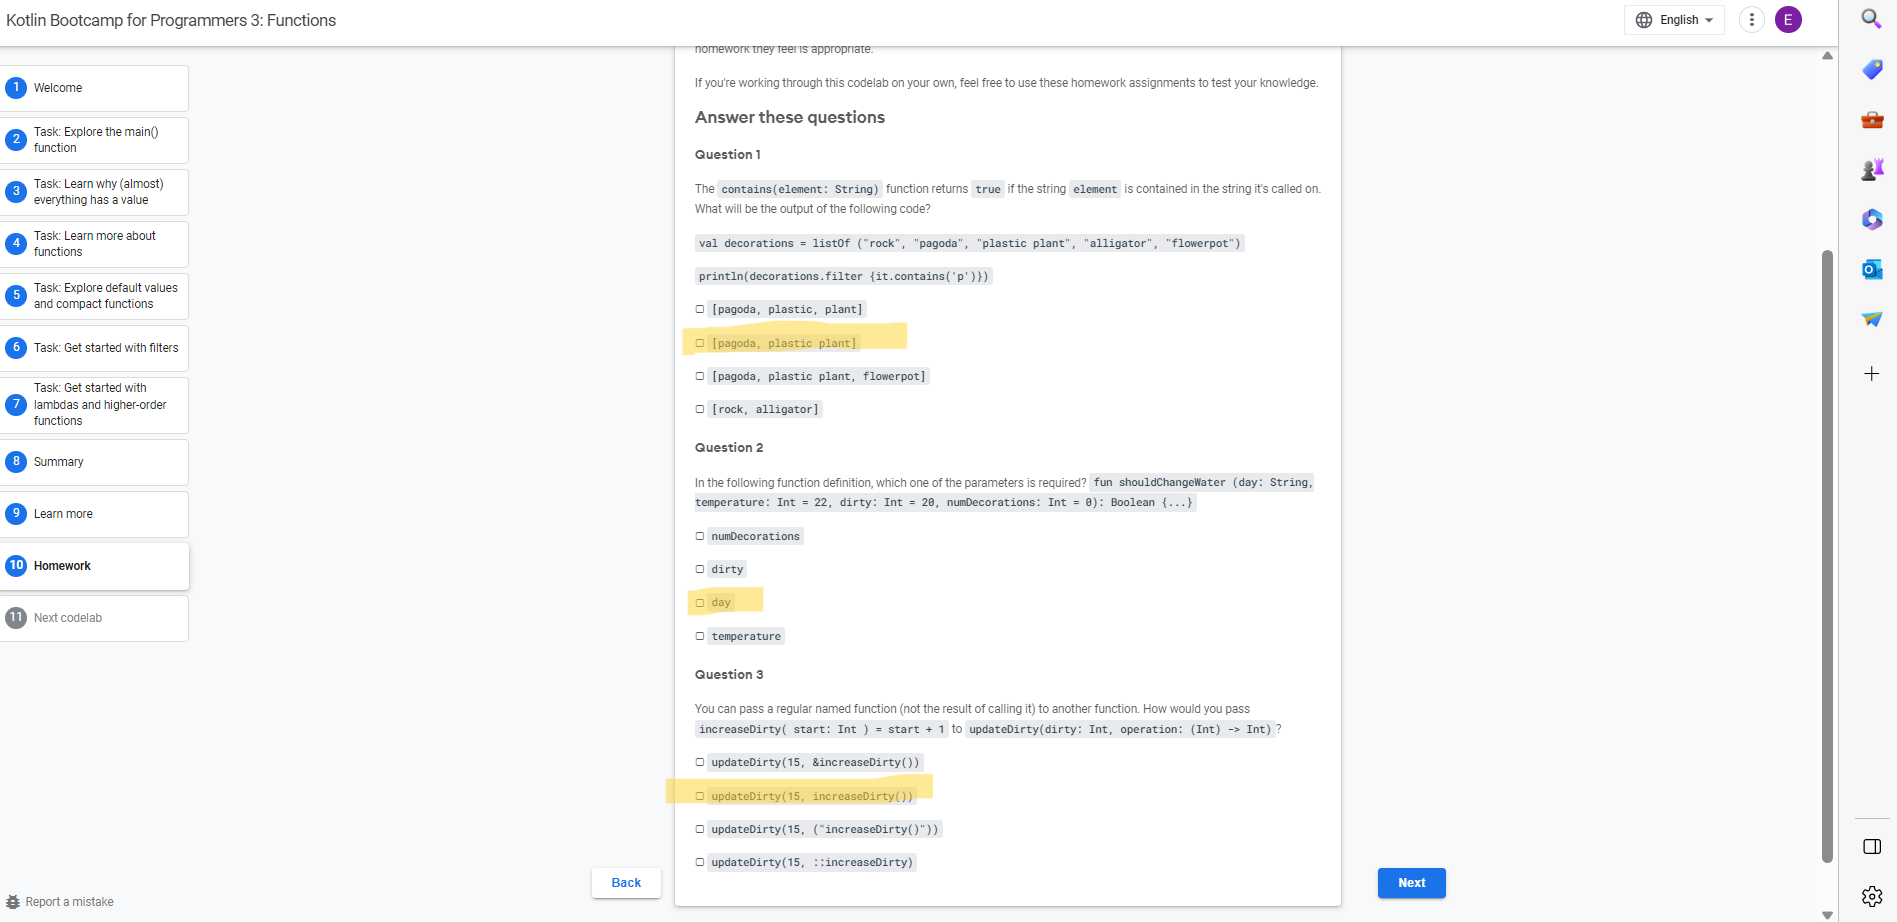 Kotlin Bootcamp for Programmers 3: Functions
English
E
1 Welcome
2 Task: Explore the main()
function
3 Task: Learn why (almost)
everything has a value
4 Task: Learn more about
functions
5 Task: Explore default values
and compact functions
6 Task: Get started with filters
7 Task: Get started with
lambdas and higher-order
functions
8 Summary
9 Learn more
10 Homework
11 Next codelab
Report a mistake
homework they feel is appropriate.
If you're working through this codelab on your own, feel free to use these homework assignments to test your knowledge.
Answer these questions
Question 1
The contains(element: String) function returns true if the string element is contained in the string it's called on.
What will be the output of the following code?
val decorations = listOf ("rock", "pagoda", "plastic plant", "alligator", "flowerpot")
println(decorations.filter {it.contains('p')})
[pagoda, plastic, plant]
[pagoda, plastic plant]
[pagoda, plastic plant, flowerpot]
[rock, alligator]
Question 2
In the following function definition, which one of the parameters is required? fun shouldChangeWater (day: String,
temperature: Int = 22, dirty: Int = 20, numDecorations: Int = 0): Boolean {...}
numDecorations
dirty
day
temperature
Question 3
You can pass a regular named function (not the result of calling it) to another function. How would you pass
increaseDirty( start: Int ) = start + 1 to updateDirty(dirty: Int, operation: (Int) -> Int) ?
updateDirty(15, &increaseDirty())
updateDirty(15, increaseDirty())
updateDirty(15, ("increaseDirty()"))
updateDirty(15, ::increaseDirty)
Back
Next